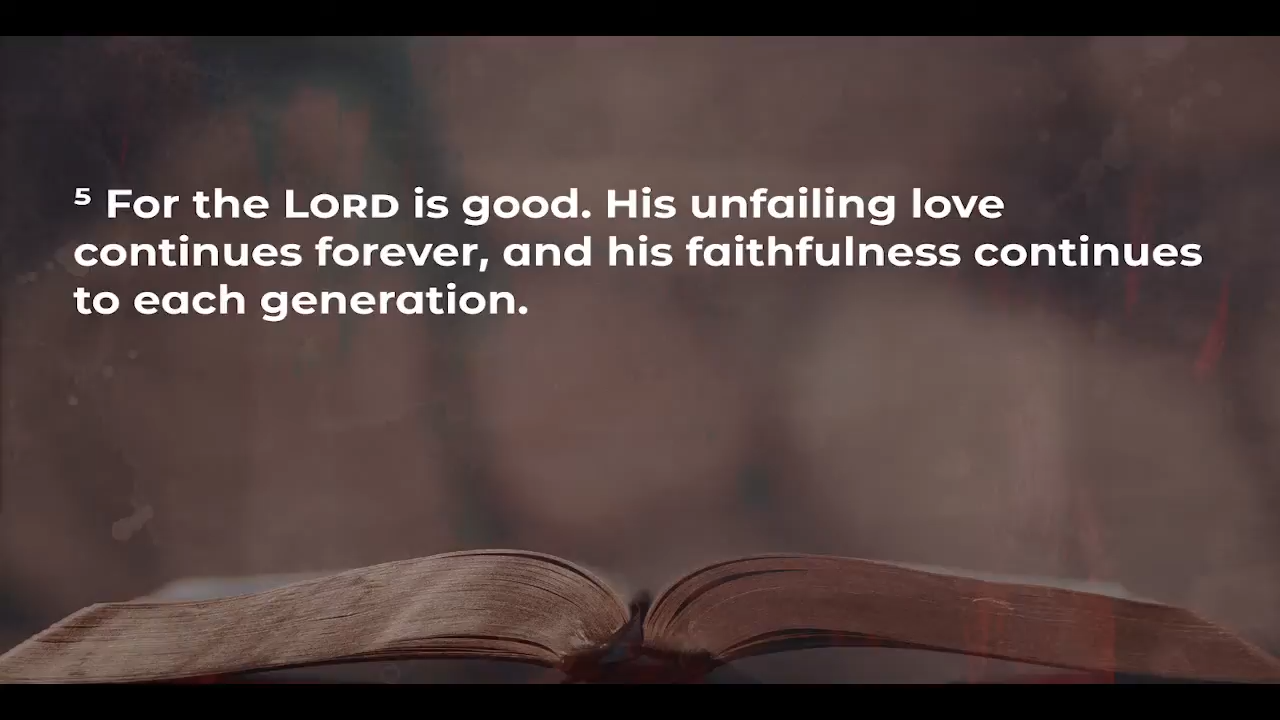 ⁵ For the LORD is good. His unfailing love
continues forever, and his faithfulness continues
to each generation.